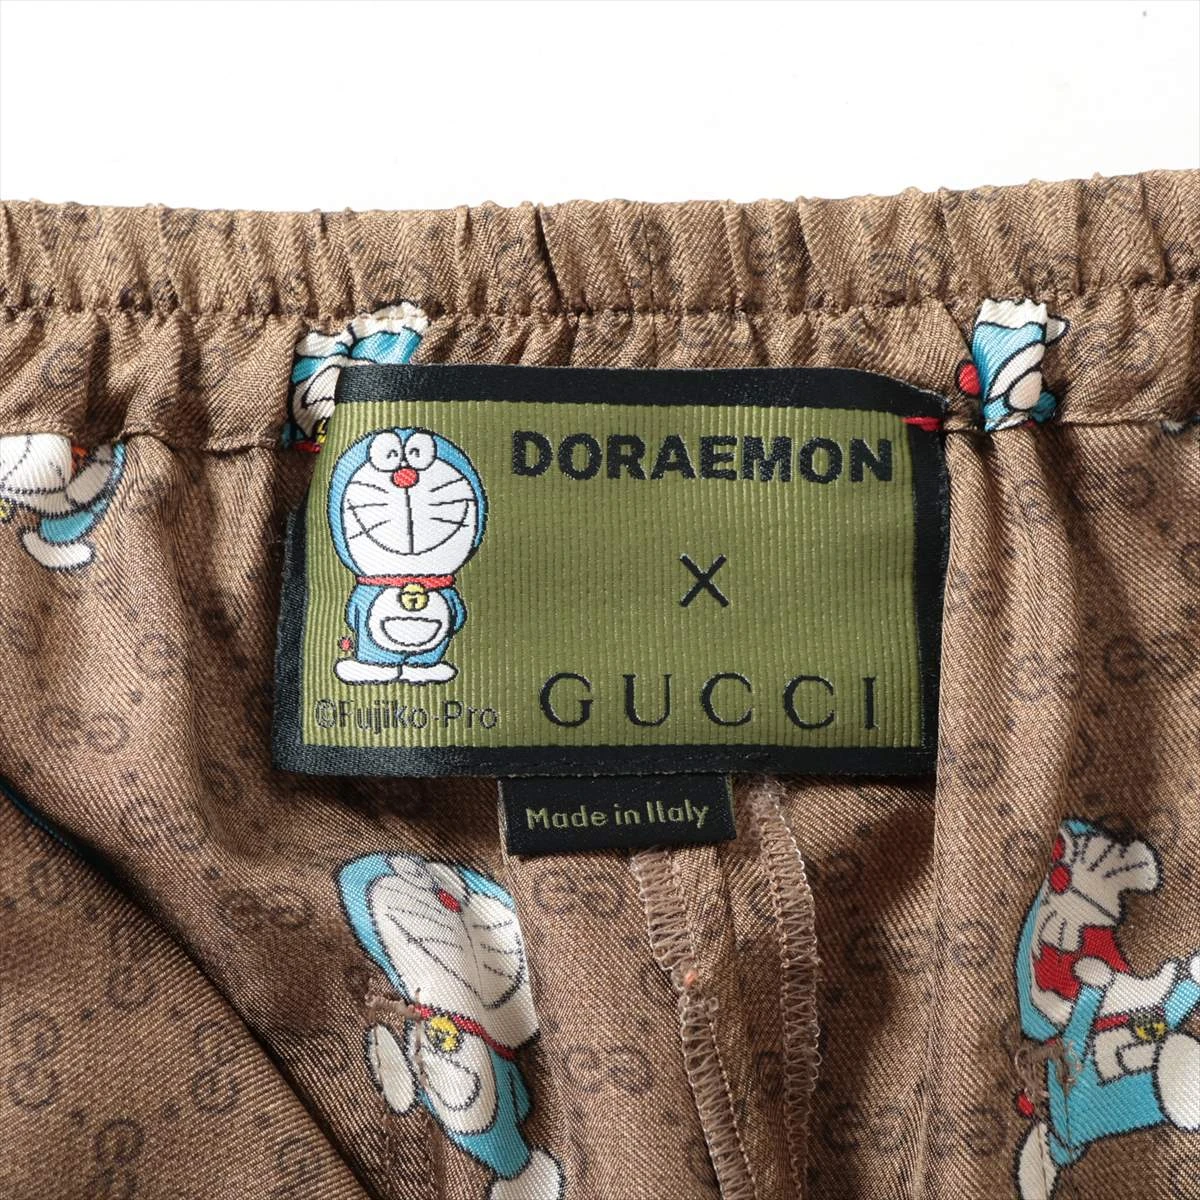 DORAEMON
×
GUCCI
©Fujiko-Pro
Made in Italy